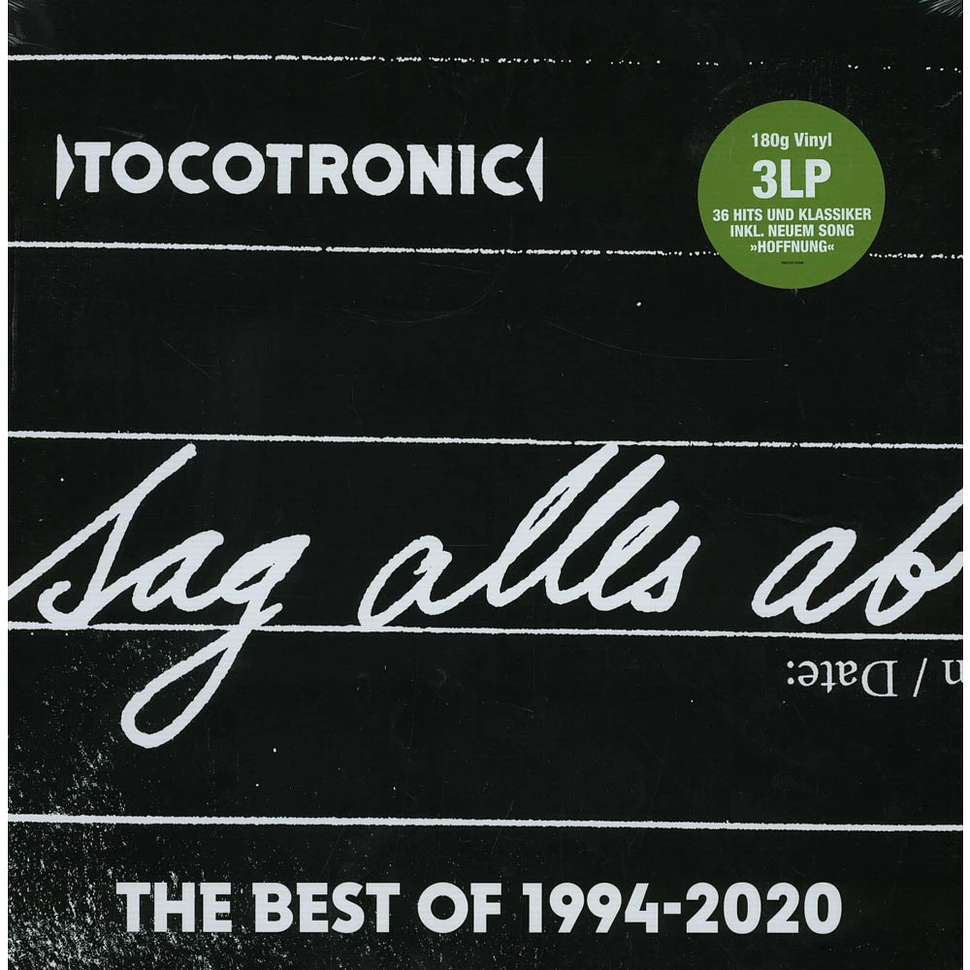 TOCOTRONIC
180g Vinyl
3LP
36 HITS UND KLASSIKER
INKL. NEUEM SONG
»HOFFNUNG«
Sag alles ab
n / Date:
THE BEST OF 1994-2020